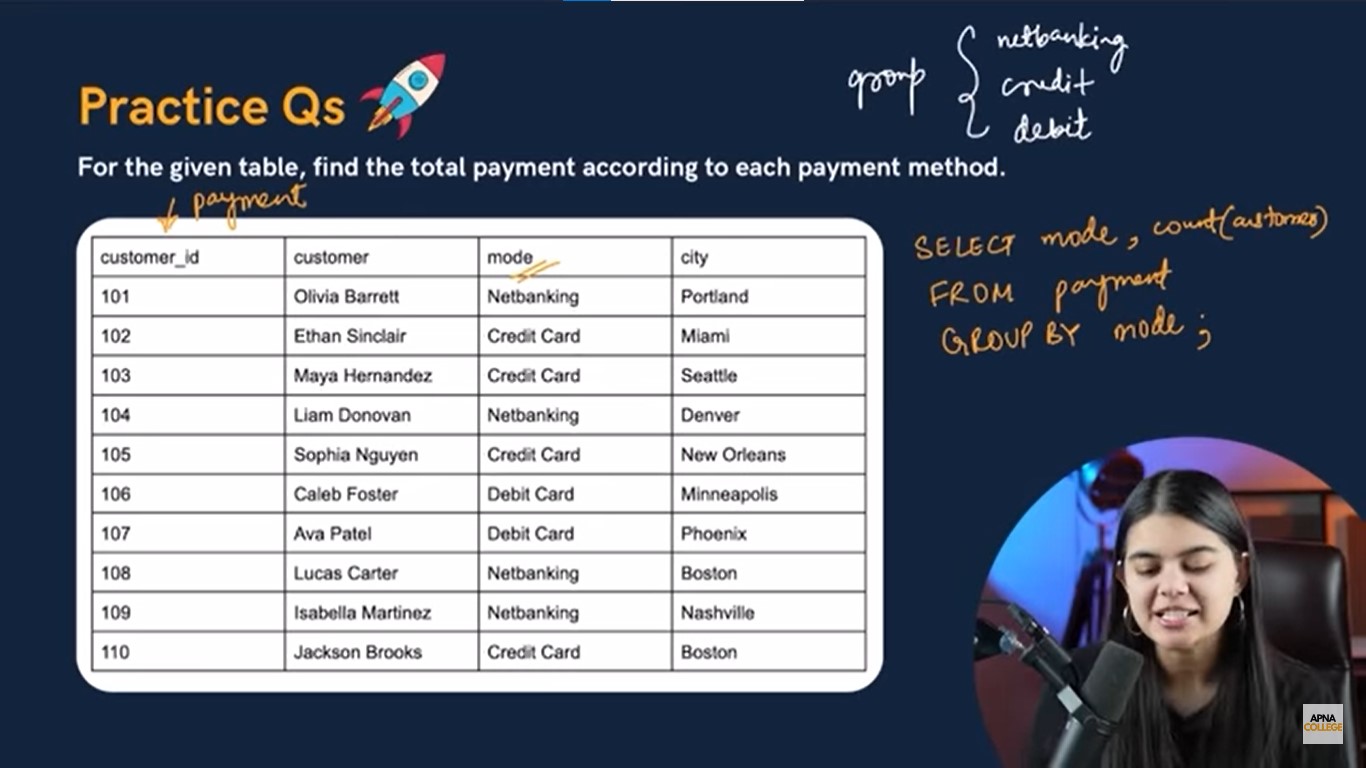 group { netbanking
credit
debit
Practice Qs
For the given table, find the total payment according to each payment method.
payment
customer_id customer mode city
101 Olivia Barrett Netbanking Portland
102 Ethan Sinclair Credit Card Miami
103 Maya Hernandez Credit Card Seattle
104 Liam Donovan Netbanking Denver
105 Sophia Nguyen Credit Card New Orleans
106 Caleb Foster Debit Card Minneapolis
107 Ava Patel Debit Card Phoenix
108 Lucas Carter Netbanking Boston
109 Isabella Martinez Netbanking Nashville
110 Jackson Brooks Credit Card Boston
SELECT mode, count(customer)
FROM payment
GROUP BY mode;
APNA
COLLEGE